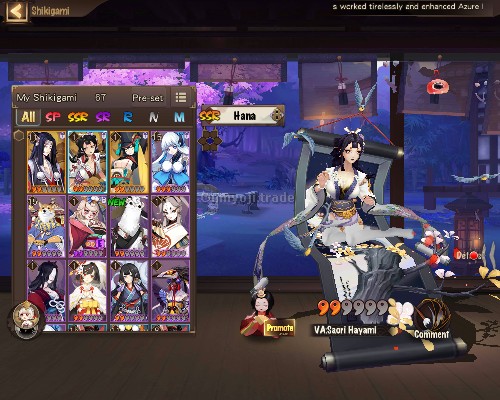 Shikigami
s worked tirelessly and enhanced Azure
My Shikigami 67 Pre-set
All SP SSR SR R N M
SSR Hana
NEW
onmyoji.trade
999999
Promote
VA:Saori Hayami
Comment